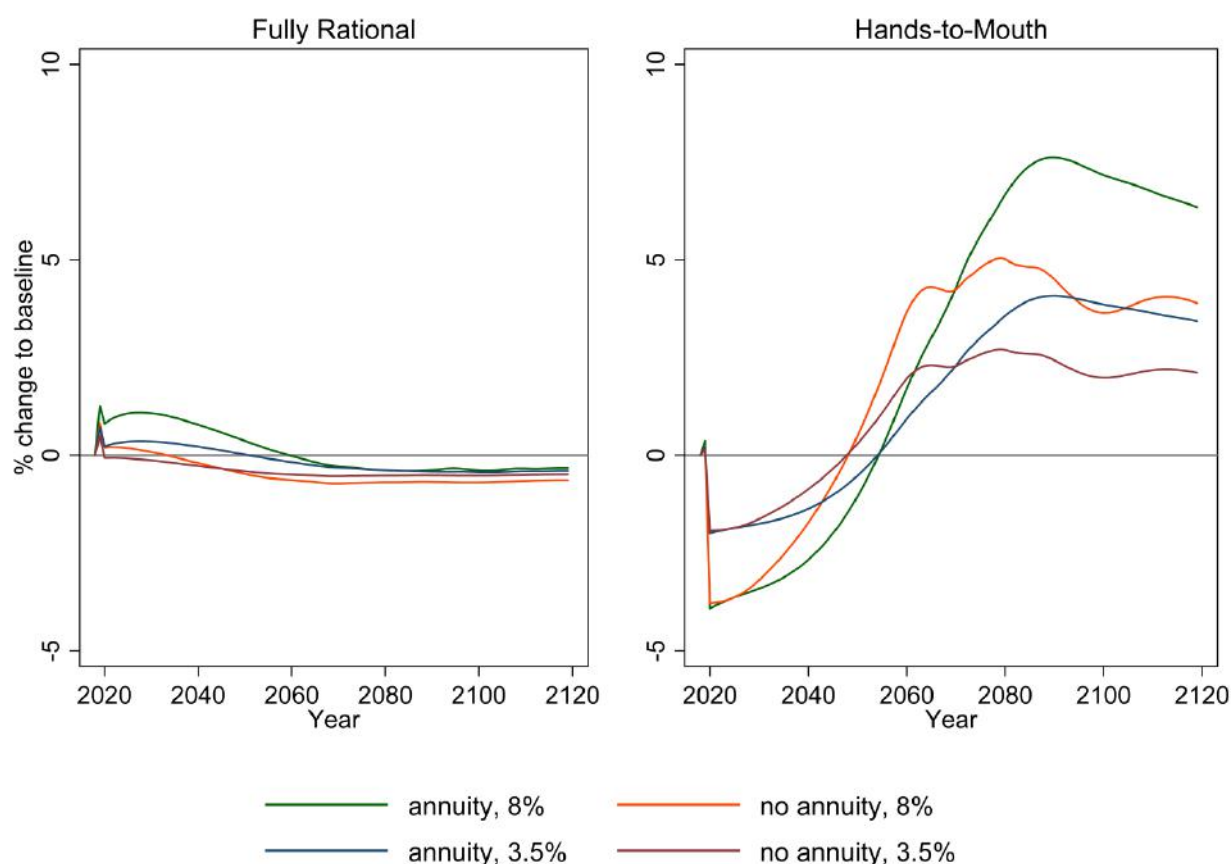 Fully Rational
Hands-to-Mouth
% change to baseline
10
5
0
-5
2020 2040 2060 2080 2100 2120
Year
10
5
0
-5
2020 2040 2060 2080 2100 2120
Year
annuity, 8%
no annuity, 8%
annuity, 3.5%
no annuity, 3.5%